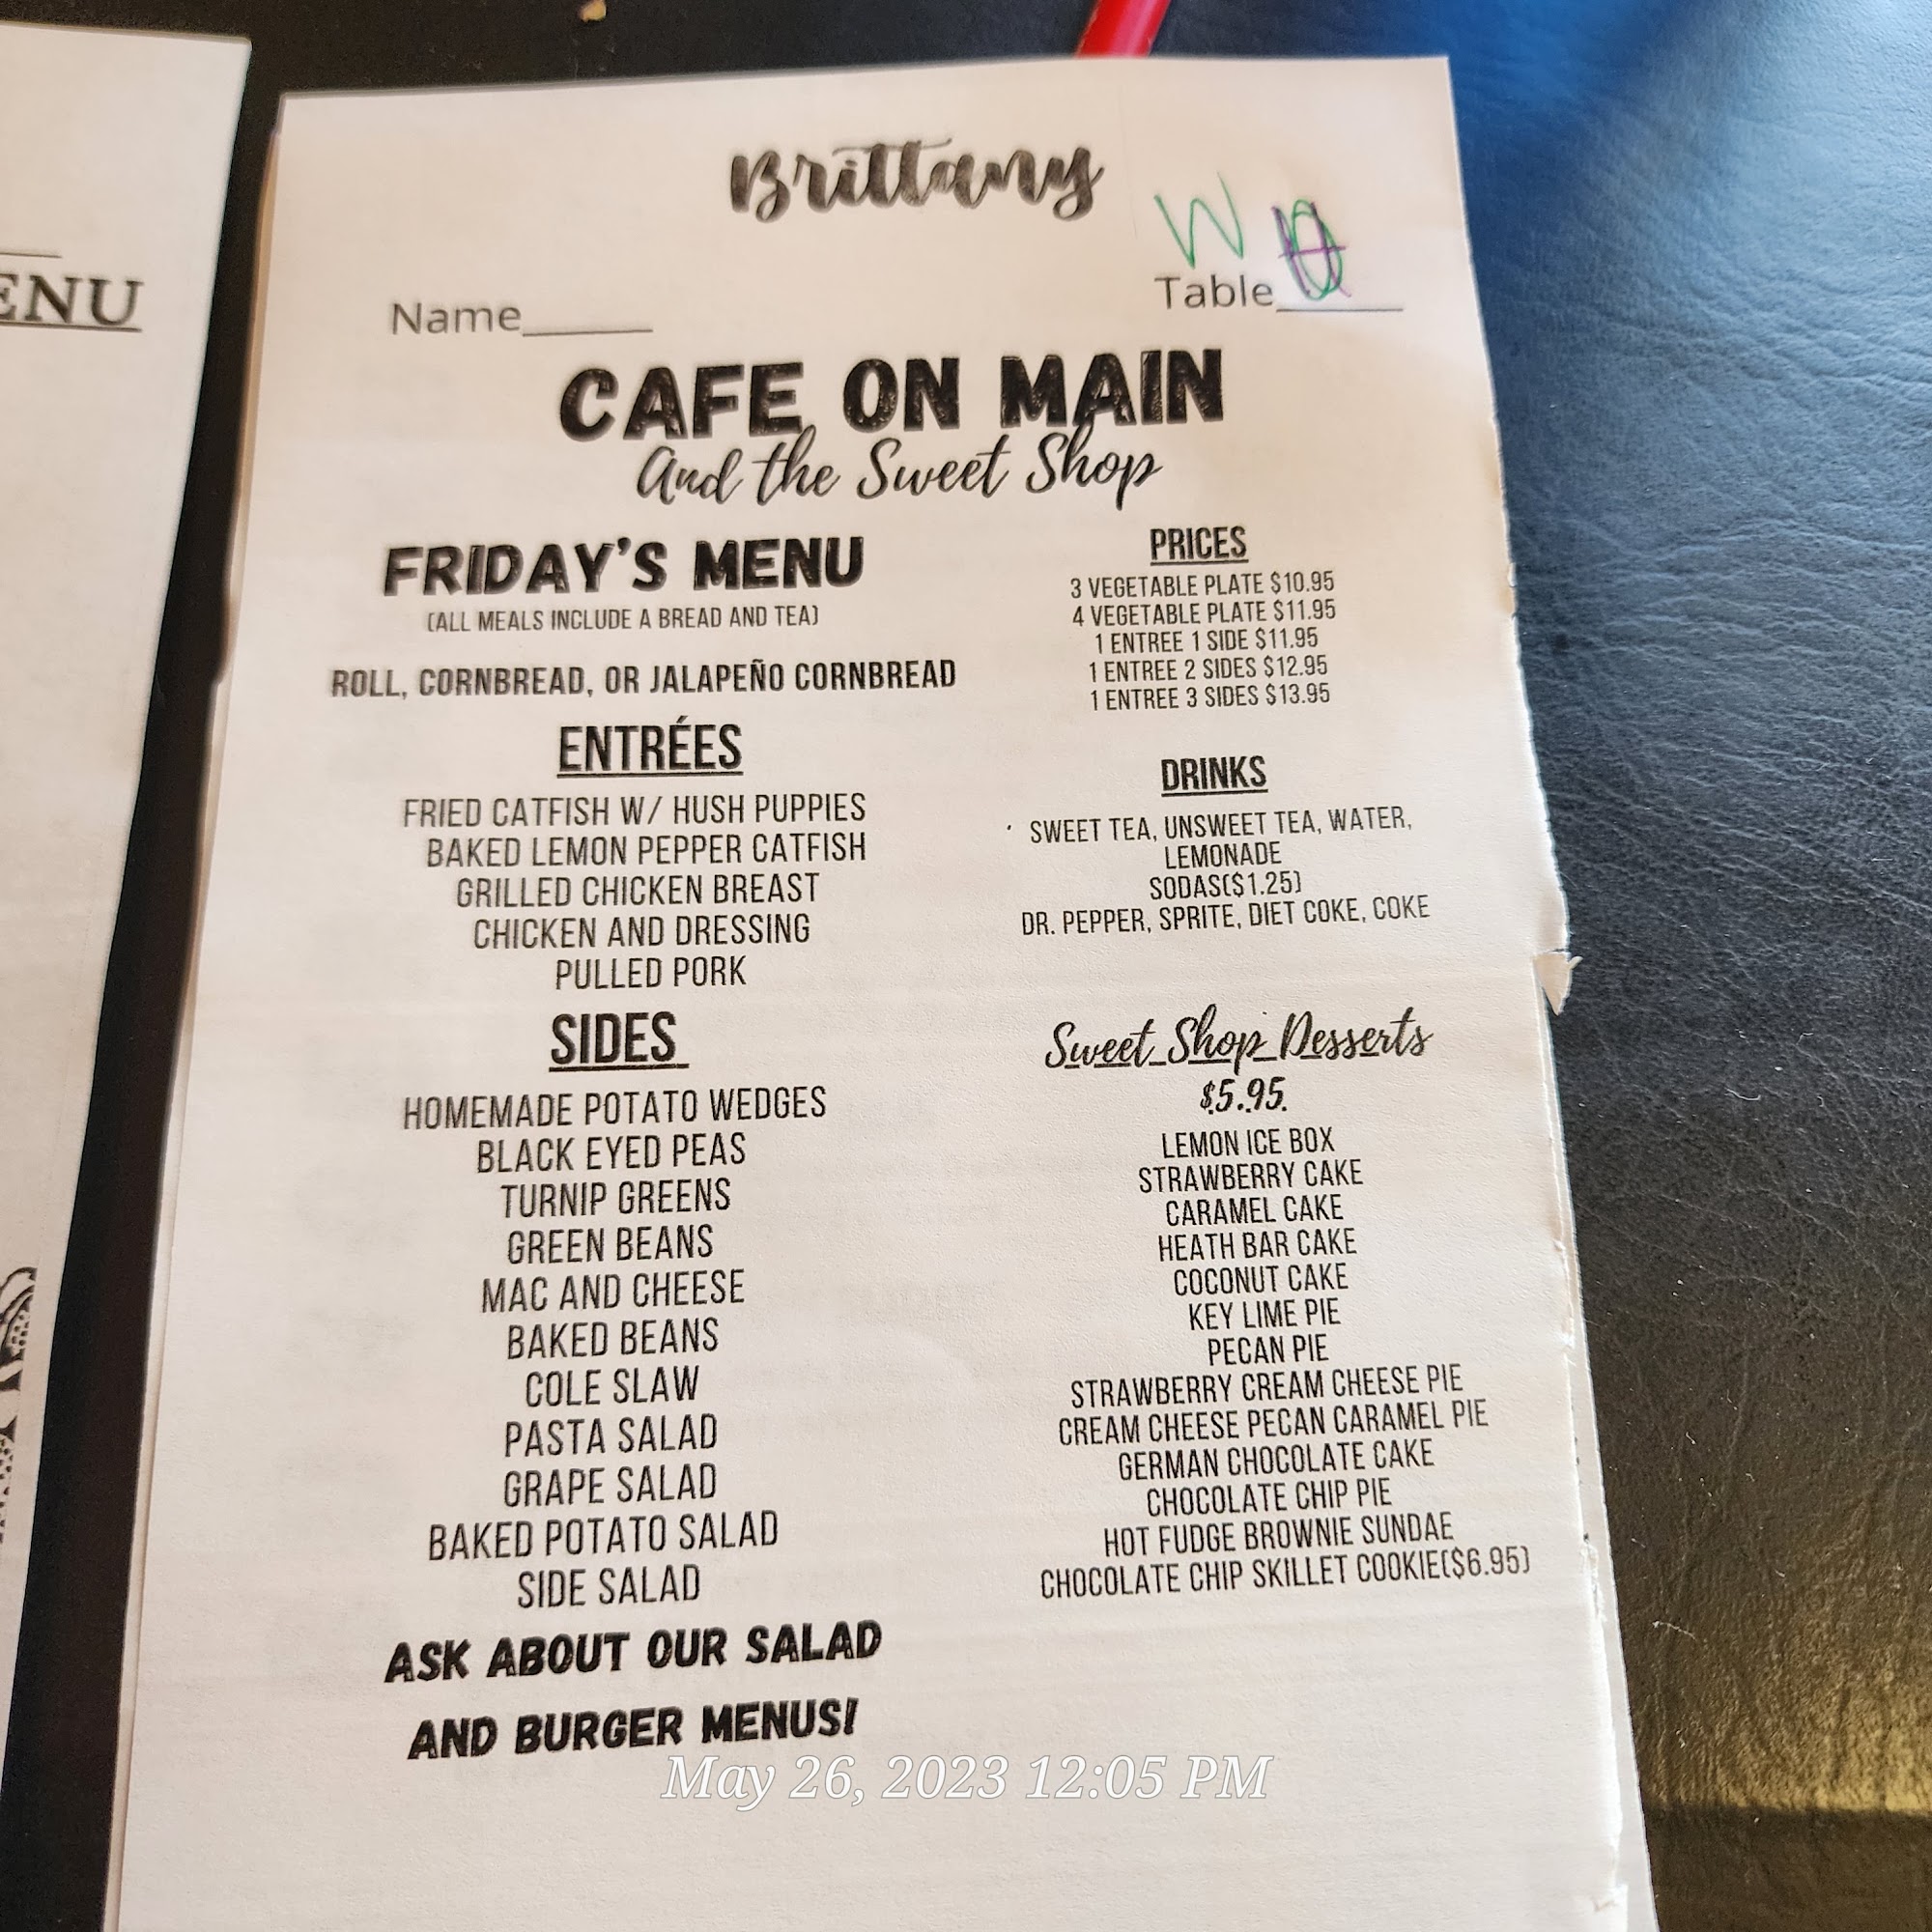 ENU
Brittany
W
Name______
Table______
CAFE ON MAIN
And the Sweet Shop
FRIDAY'S MENU
(ALL MEALS INCLUDE A BREAD AND TEA)
ROLL, CORNBREAD, OR JALAPEÑO CORNBREAD
ENTRÉES
FRIED CATFISH W/ HUSH PUPPIES
BAKED LEMON PEPPER CATFISH
GRILLED CHICKEN BREAST
CHICKEN AND DRESSING
PULLED PORK
SIDES
HOMEMADE POTATO WEDGES
BLACK EYED PEAS
TURNIP GREENS
GREEN BEANS
MAC AND CHEESE
BAKED BEANS
COLE SLAW
PASTA SALAD
GRAPE SALAD
BAKED POTATO SALAD
SIDE SALAD
ASK ABOUT OUR SALAD
AND BURGER MENUS!
PRICES
3 VEGETABLE PLATE $10.95
4 VEGETABLE PLATE $11.95
1 ENTREE 1 SIDE $11.95
1 ENTREE 2 SIDES $12.95
1 ENTREE 3 SIDES $13.95
DRINKS
SWEET TEA, UNSWEET TEA, WATER,
LEMONADE
SODAS($1.25)
DR. PEPPER, SPRITE, DIET COKE, COKE
Sweet Shop Desserts
$5.95
LEMON ICE BOX
STRAWBERRY CAKE
CARAMEL CAKE
HEATH BAR CAKE
COCONUT CAKE
KEY LIME PIE
PECAN PIE
STRAWBERRY CREAM CHEESE PIE
CREAM CHEESE PECAN CARAMEL PIE
GERMAN CHOCOLATE CAKE
CHOCOLATE CHIP PIE
HOT FUDGE BROWNIE SUNDAE
CHOCOLATE CHIP SKILLET COOKIE($6.95)
May 26, 2023 12:05 PM